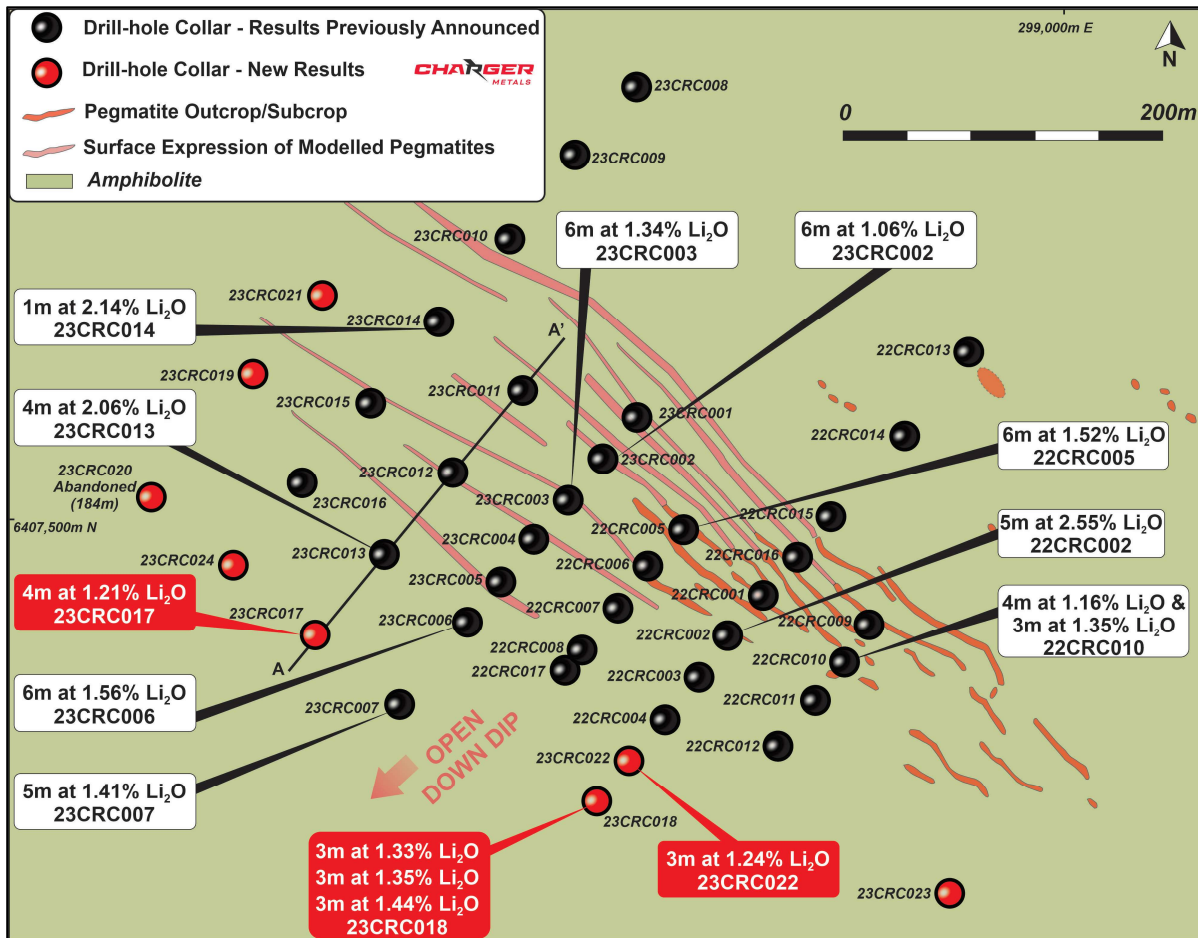 Drill-hole Collar - Results Previously Announced
Drill-hole Collar - New Results
CHARGER
METALS
Pegmatite Outcrop/Subcrop
Surface Expression of Modelled Pegmatites
Amphibolite
299,000m E
N
0
200m
23CRC008
23CRC009
23CRC010
6m at 1.34% Li₂O
23CRC003
6m at 1.06% Li₂O
23CRC002
23CRC021
1m at 2.14% Li₂O
23CRC014
23CRC014
A'
22CRC013
23CRC019
23CRC011
23CRC015
23CRC001
4m at 2.06% Li₂O
23CRC013
22CRC014
6m at 1.52% Li₂O
22CRC005
23CRC002
23CRC020
Abandoned
(184m)
23CRC012
23CRC016
23CRC003
6407,500m N
22CRC005
22CRC015
5m at 2.55% Li₂O
22CRC002
23CRC004
23CRC013
22CRC016
23CRC024
22CRC006
23CRC005
4m at 1.21% Li₂O
23CRC017
22CRC001
4m at 1.16% Li₂O &
3m at 1.35% Li₂O
22CRC010
23CRC017
22CRC007
23CRC006
22CRC009
22CRC002
22CRC008
A
22CRC017
22CRC010
22CRC003
6m at 1.56% Li₂O
23CRC006
23CRC007
22CRC011
22CRC004
OPEN
DOWN DIP
22CRC012
23CRC022
5m at 1.41% Li₂O
23CRC007
23CRC018
3m at 1.33% Li₂O
3m at 1.35% Li₂O
3m at 1.44% Li₂O
23CRC018
3m at 1.24% Li₂O
23CRC022
23CRC023